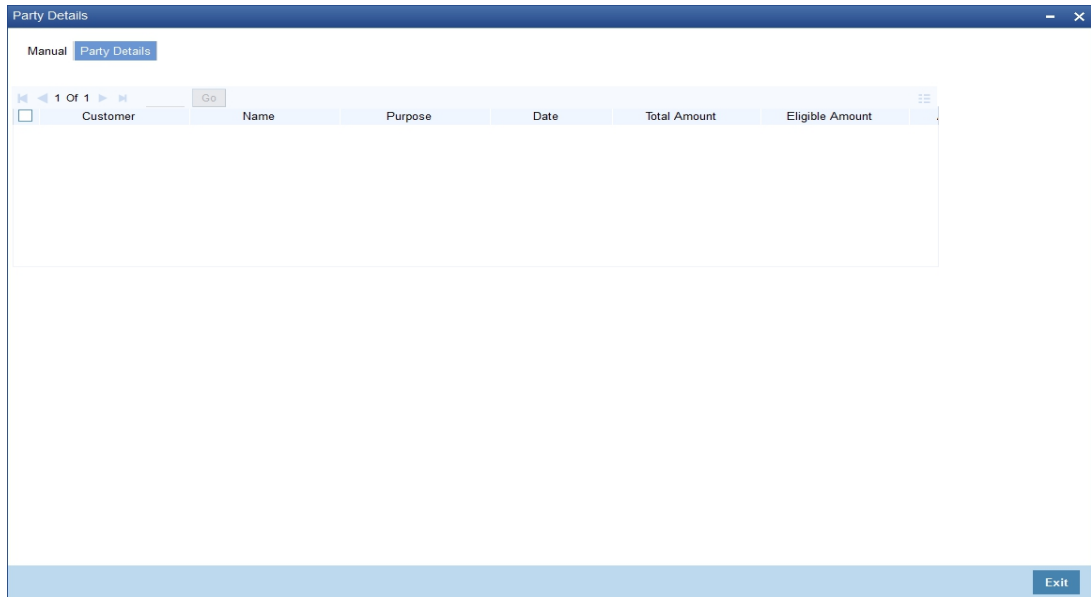 Party Details
Manual Party Details
1 Of 1 Go
Customer Name Purpose Date Total Amount Eligible Amount
Exit